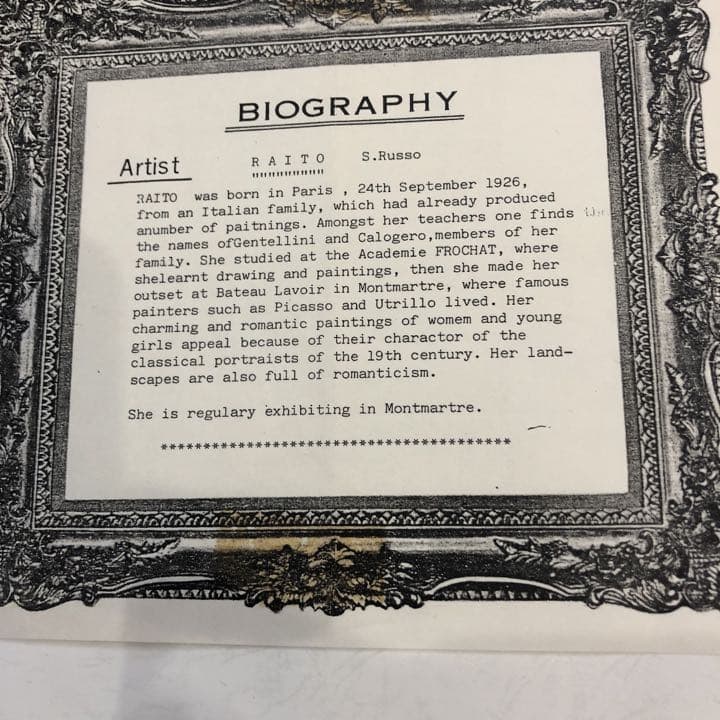 BIOGRAPHY
Artist R A I T O S.Russo
"""""""""""""
RAITO was born in Paris , 24th September 1926,
from an Italian family, which had already produced
anumber of paitnings. Amongst her teachers one finds
the names ofGentellini and Calogero,members of her
family. She studied at the Academie FROCHAT, where
shelearnt drawing and paintings, then she made her
outset at Bateau Lavoir in Montmartre, where famous
painters such as Picasso and Utrillo lived. Her
charming and romantic paintings of womem and young
girls appeal because of their charactor of the
classical portraists of the 19th century. Her land-
scapes are also full of romanticism.
She is regulary exhibiting in Montmartre.
*****************************************